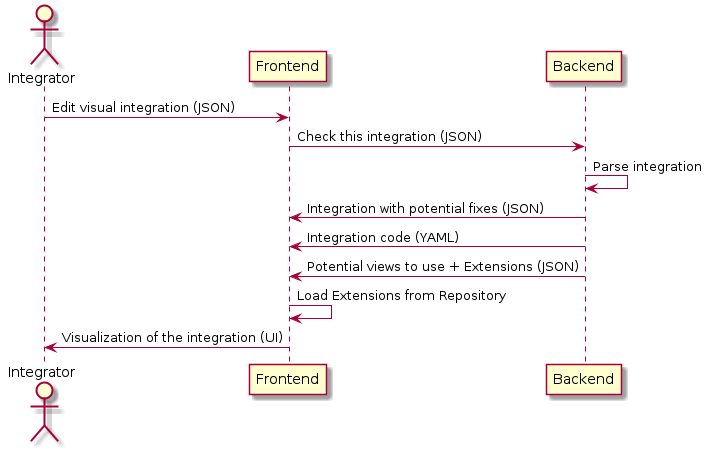 Integrator
Frontend
Backend
Edit visual integration (JSON)
Check this integration (JSON)
Parse integration
Integration with potential fixes (JSON)
Integration code (YAML)
Potential views to use + Extensions (JSON)
Load Extensions from Repository
Visualization of the integration (UI)
Integrator
Frontend
Backend